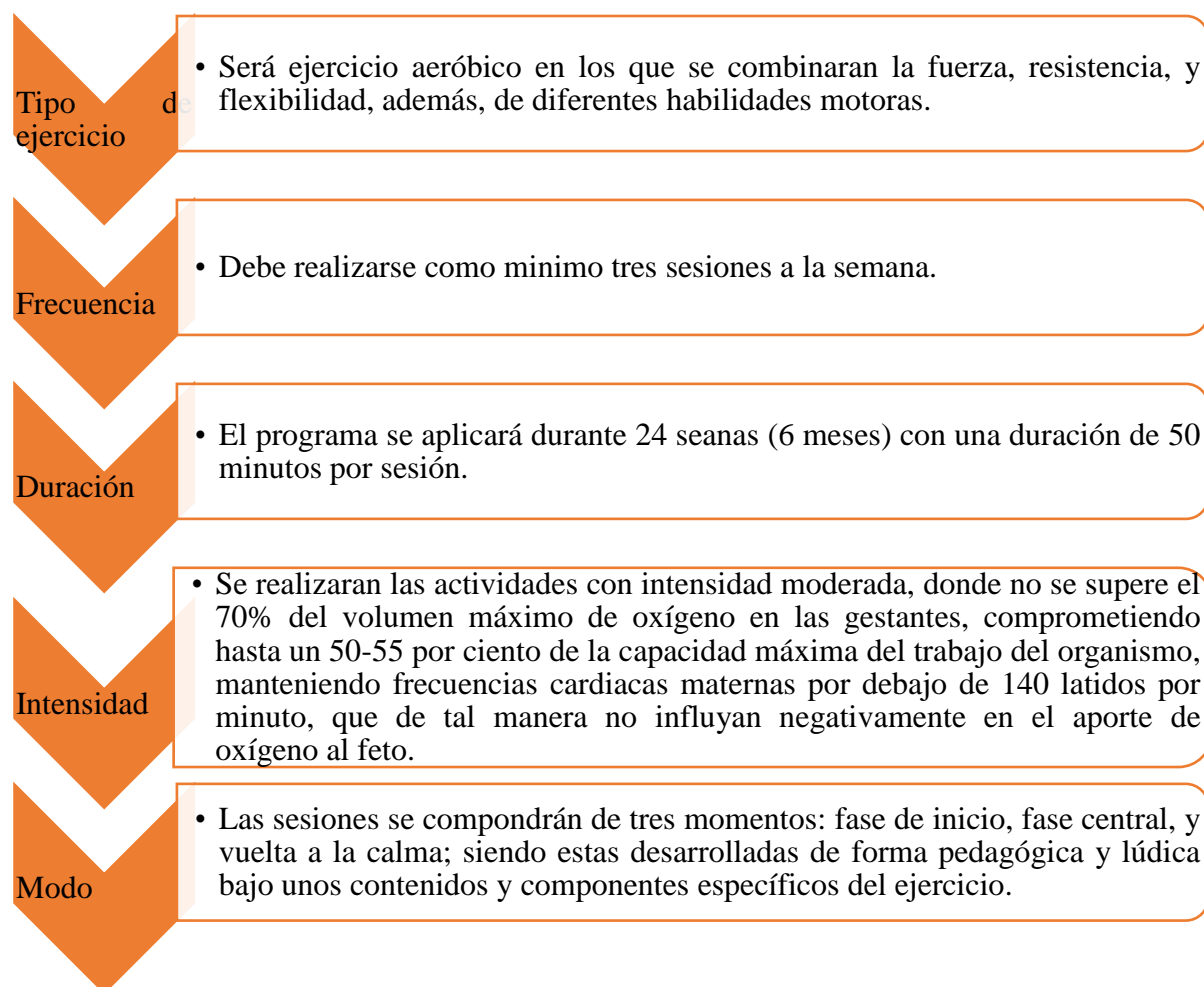 Tipo de
ejercicio
• Será ejercicio aeróbico en los que se combinaran la fuerza, resistencia, y
flexibilidad, además, de diferentes habilidades motoras.
Frecuencia
• Debe realizarse como minimo tres sesiones a la semana.
Duración
• El programa se aplicará durante 24 seanas (6 meses) con una duración de 50
minutos por sesión.
Intensidad
• Se realizaran las actividades con intensidad moderada, donde no se supere el
70% del volumen máximo de oxígeno en las gestantes, comprometiendo
hasta un 50-55 por ciento de la capacidad máxima del trabajo del organismo,
manteniendo frecuencias cardiacas maternas por debajo de 140 latidos por
minuto, que de tal manera no influyan negativamente en el aporte de
oxígeno al feto.
Modo
• Las sesiones se compondrán de tres momentos: fase de inicio, fase central, y
vuelta a la calma; siendo estas desarrolladas de forma pedagógica y lúdica
bajo unos contenidos y componentes específicos del ejercicio.